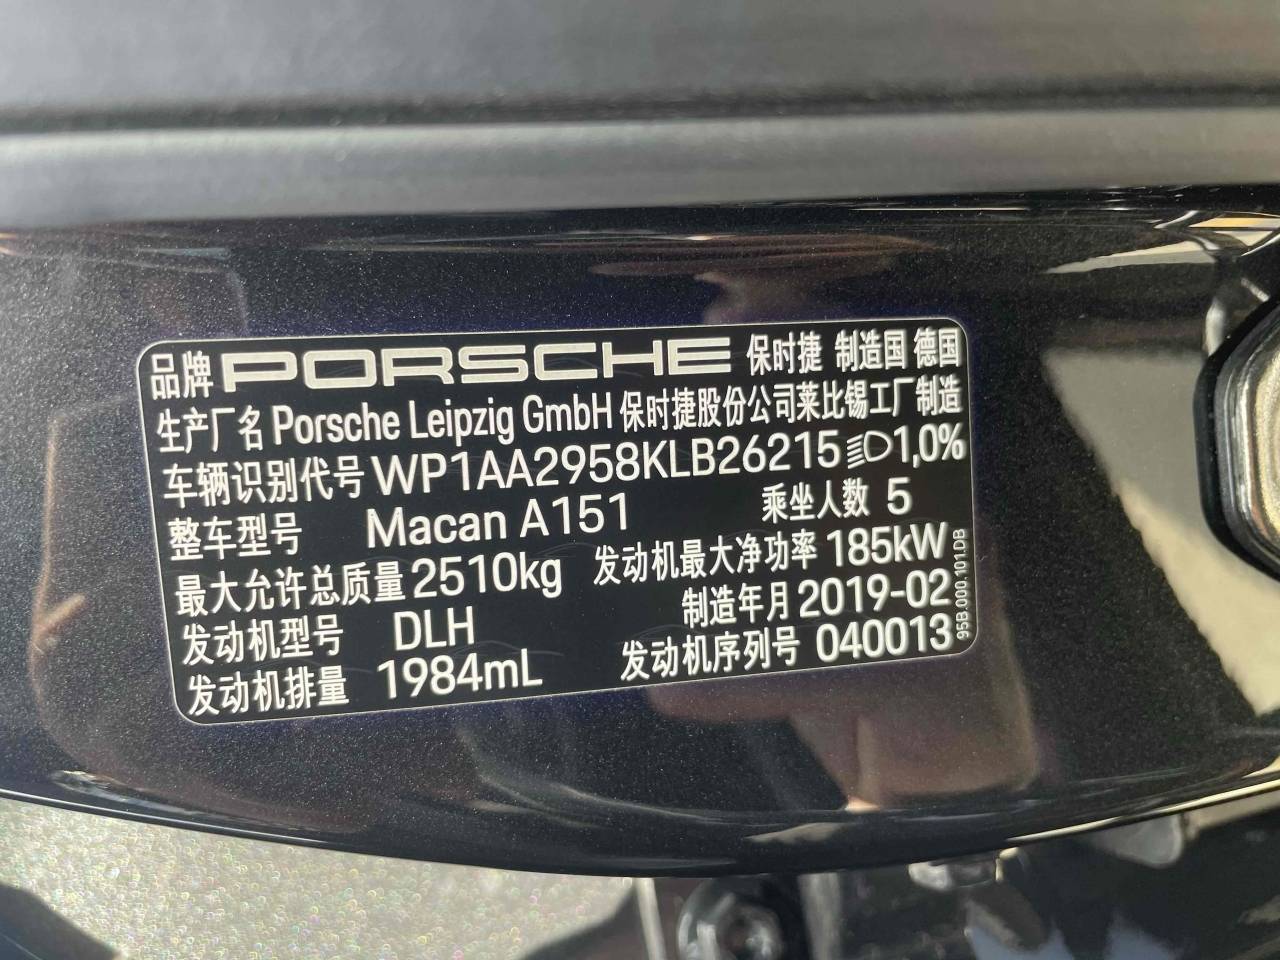 品牌 PORSCHE 保时捷 制造国 德国
生产厂名 Porsche Leipzig GmbH 保时捷股份公司莱比锡工厂制造
车辆识别代号 WP1AA2958KLB26215 1,0%
整车型号 Macan A151 乘坐人数 5
最大允许总质量 2510kg 发动机最大净功率 185kW
发动机型号 DLH 制造年月 2019-02
发动机排量 1984mL 发动机序列号 040013
95B.000.101.DB